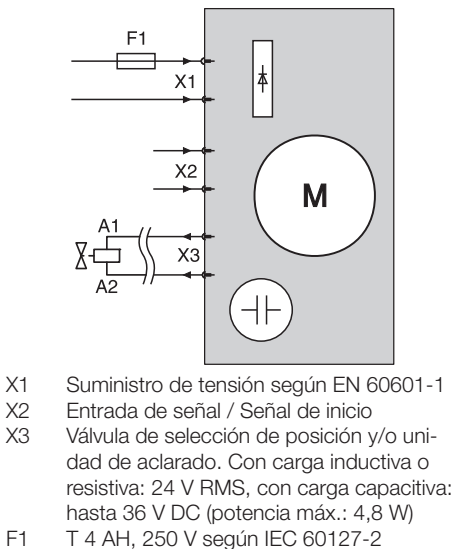 F1
X1
X2
M
A1
X3
A2
X1 Suministro de tensión según EN 60601-1
X2 Entrada de señal / Señal de inicio
X3 Válvula de selección de posición y/o uni-
dad de aclarado. Con carga inductiva o
resistiva: 24 V RMS, con carga capacitiva:
hasta 36 V DC (potencia máx.: 4,8 W)
F1 T 4 AH, 250 V según IEC 60127-2